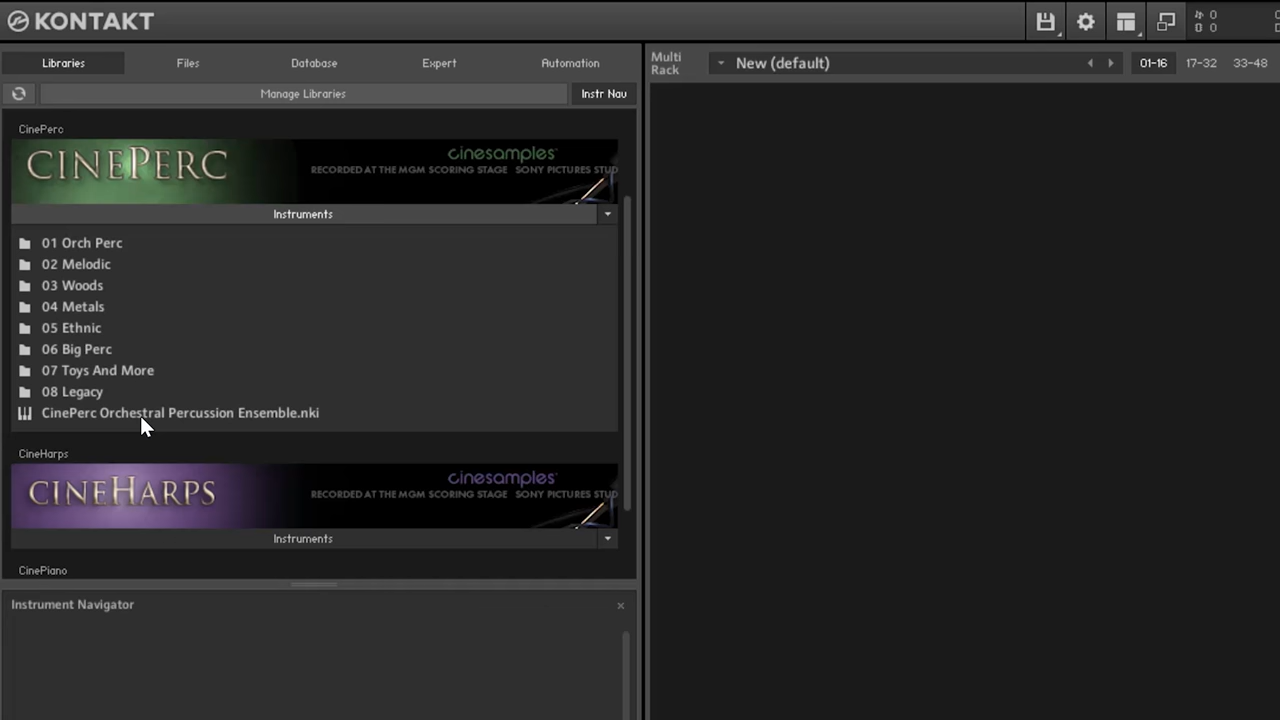 KONTAKT
0
0
Libraries
Files
Database
Expert
Automation
Multi
Rack
New (default)
01-16
17-32
33-48
Manage Libraries
Instr Nav
CinePerc
CINEPERC
cinesamples
RECORDED AT THE MGM SCORING STAGE SONY PICTURES STUD
Instruments
01 Orch Perc
02 Melodic
03 Woods
04 Metals
05 Ethnic
06 Big Perc
07 Toys And More
08 Legacy
CinePerc Orchestral Percussion Ensemble.nki
CineHarps
CINEHARPS
cinesamples
RECORDED AT THE MGM SCORING STAGE SONY PICTURES STUD
Instruments
CinePiano
Instrument Navigator